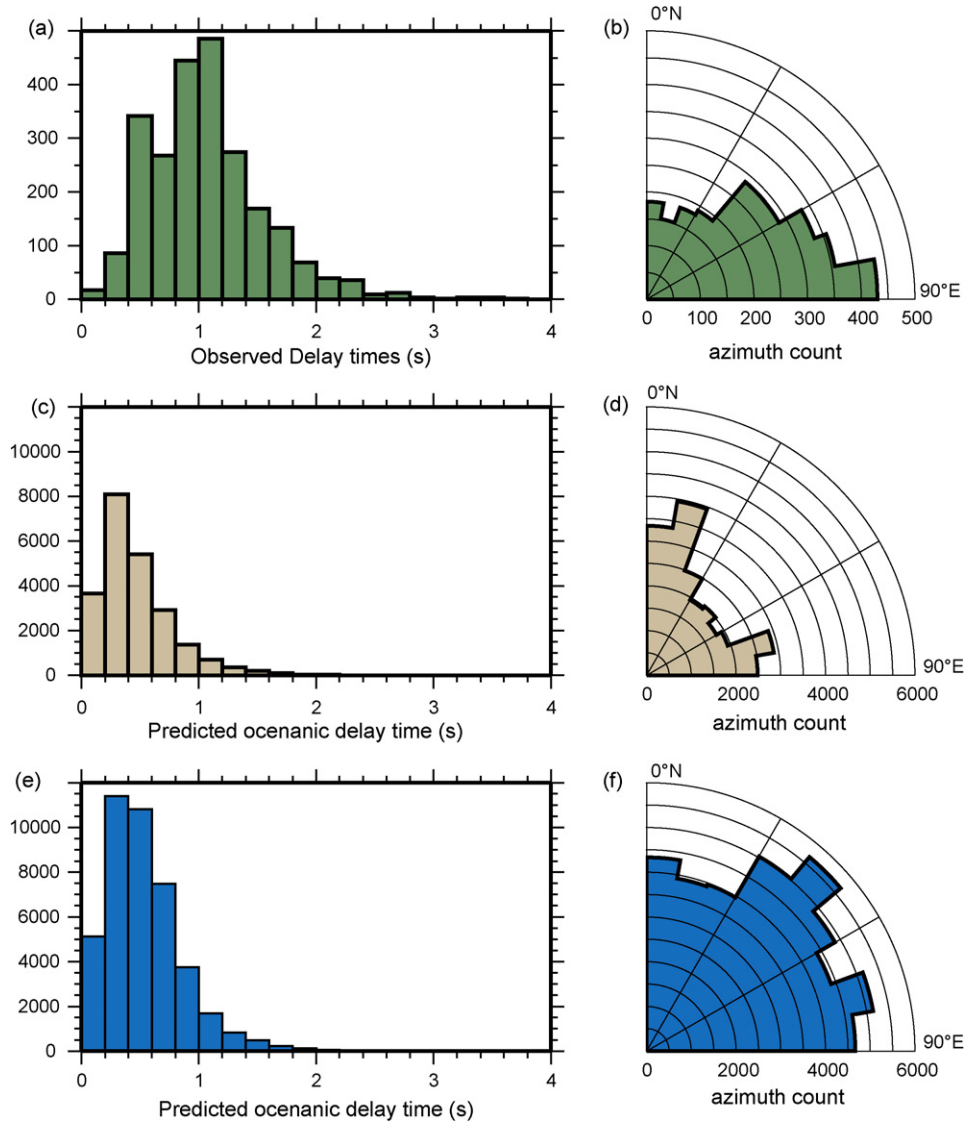 (a)
400
300
200
100
0
0 1 2 3 4
Observed Delay times (s)
(b)
0°N
90°E
0 100 200 300 400 500
azimuth count
(c)
10000
8000
6000
4000
2000
0
0 1 2 3 4
Predicted ocenanic delay time (s)
(d)
0°N
90°E
0 2000 4000 6000
azimuth count
(e)
10000
8000
6000
4000
2000
0
0 1 2 3 4
Predicted ocenanic delay time (s)
(f)
0°N
90°E
0 2000 4000 6000
azimuth count